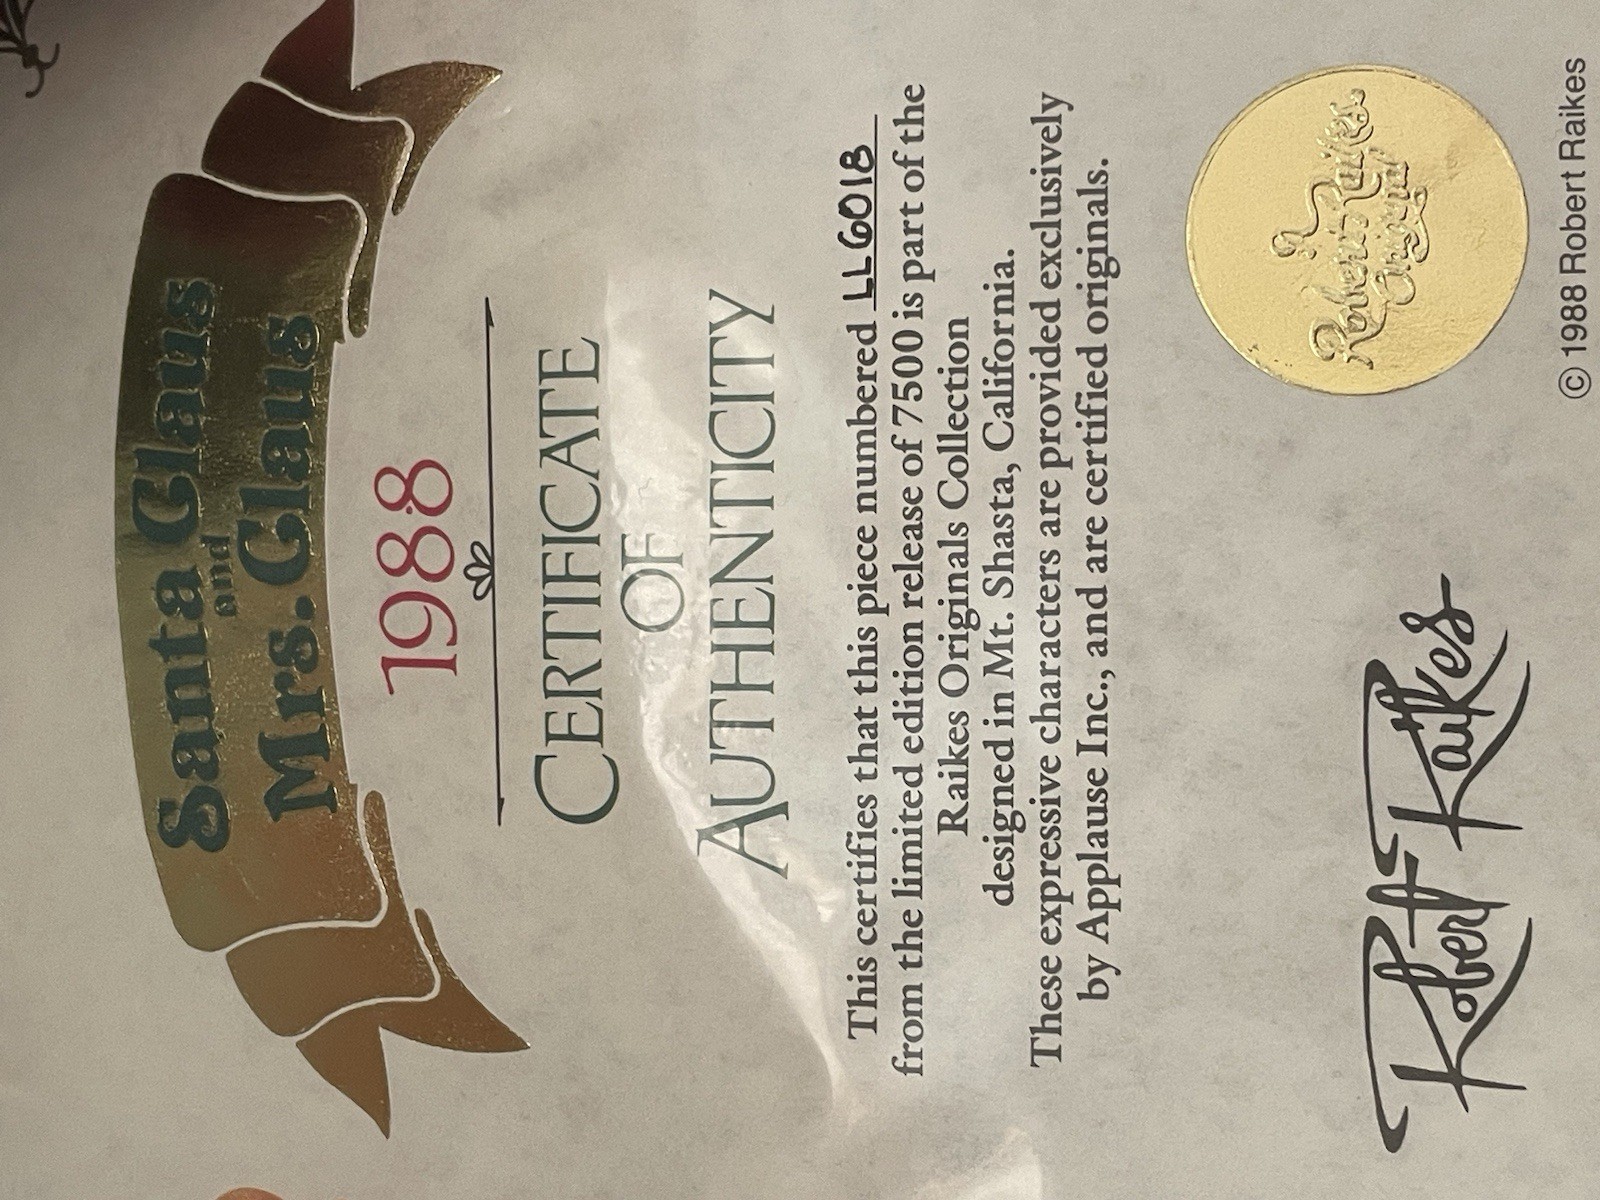 Santa Claus
and
Mrs. Claus
1988
CERTIFICATE
OF
AUTHENTICITY
This certifies that this piece numbered LL6018
from the limited edition release of 7500 is part of the
Raikes Originals Collection
designed in Mt. Shasta, California.
These expressive characters are provided exclusively
by Applause Inc., and are certified originals.
Robert Raikes
A
Robert Raikes
Original
© 1988 Robert Raikes